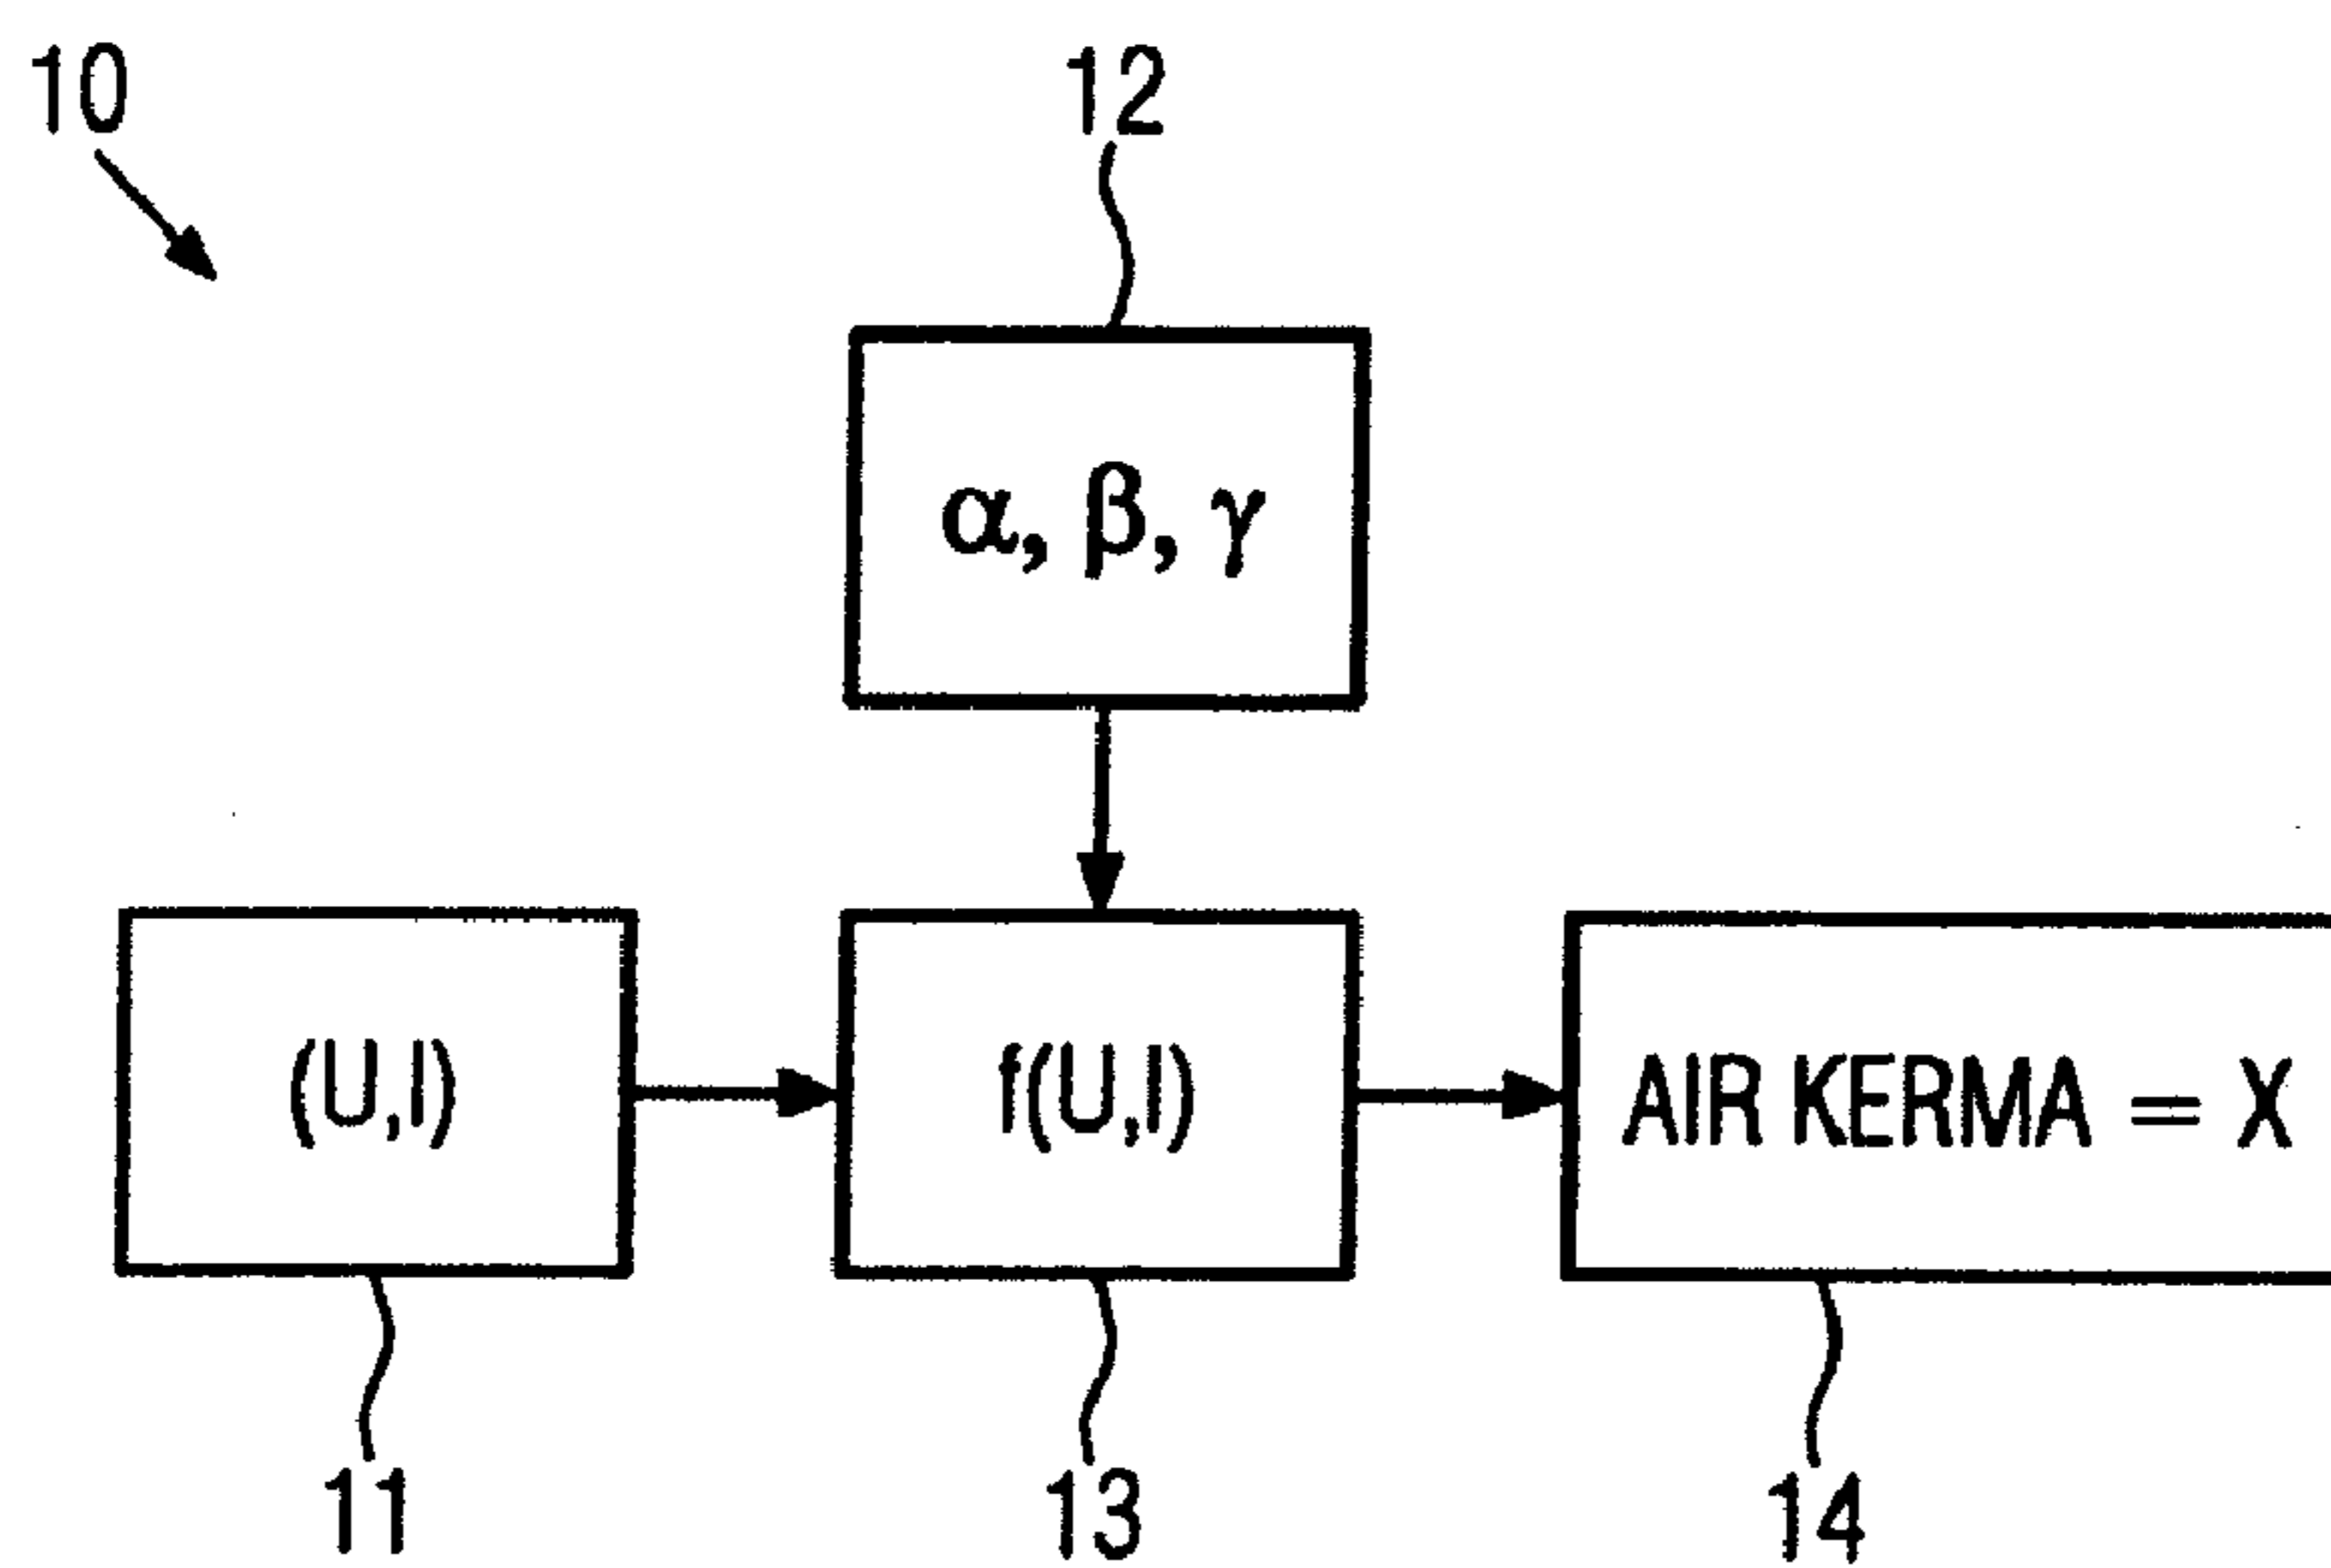 10
12
α, β, γ
(U,I)
f(U,I)
AIR KERMA = X
11
13
14